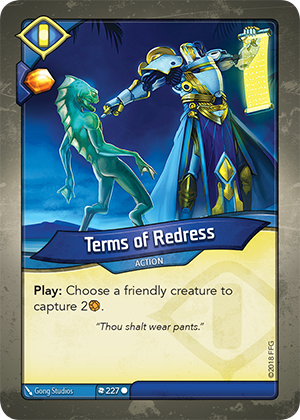 Terms of Redress
ACTION
Play: Choose a friendly creature to
capture 2.
"Thou shalt wear pants."
©2018 FFG
Gong Studios
227